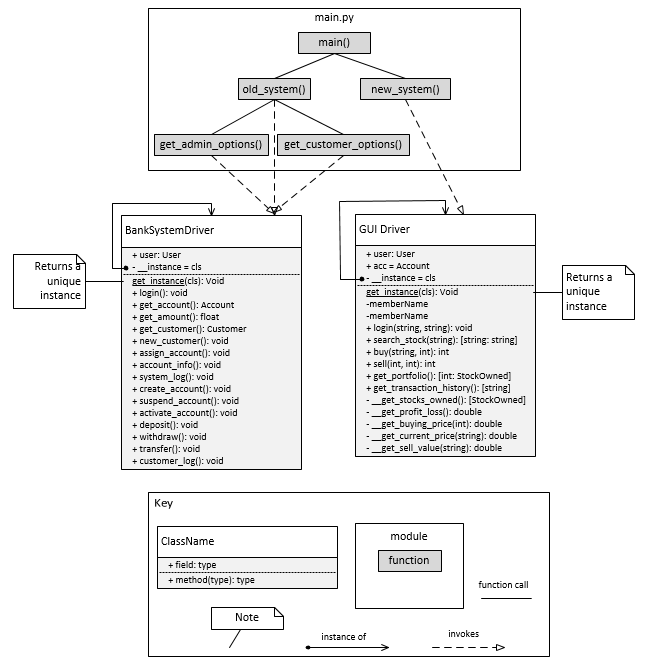 main.py
main()
old_system()
new_system()
get_admin_options()
get_customer_options()
BankSystemDriver
+ user: User
- __instance = cls
get_instance(cls): Void
+ login(): void
+ get_account(): Account
+ get_amount(): float
+ get_customer(): Customer
+ new_customer(): void
+ assign_account(): void
+ account_info(): void
+ system_log(): void
+ create_account(): void
+ suspend_account(): void
+ activate_account(): void
+ deposit(): void
+ withdraw(): void
+ transfer(): void
+ customer_log(): void
Returns a
unique
instance
GUI Driver
+ user: User
+ acc = Account
- __instance = cls
get_instance(cls): Void
-memberName
-memberName
+ login(string, string): void
+ search_stock(string): [string: string]
+ buy(string, int): int
+ sell(int, int): int
+ get_portfolio(): [int: StockOwned]
+ get_transaction_history(): [string]
- __get_stocks_owned(): [StockOwned]
- __get_profit_loss(): double
- __get_buying_price(int): double
- __get_current_price(string): double
- __get_sell_value(string): double
Returns a
unique
instance
Key
ClassName
+ field: type
+ method(type): type
module
function
function call
Note
instance of
invokes